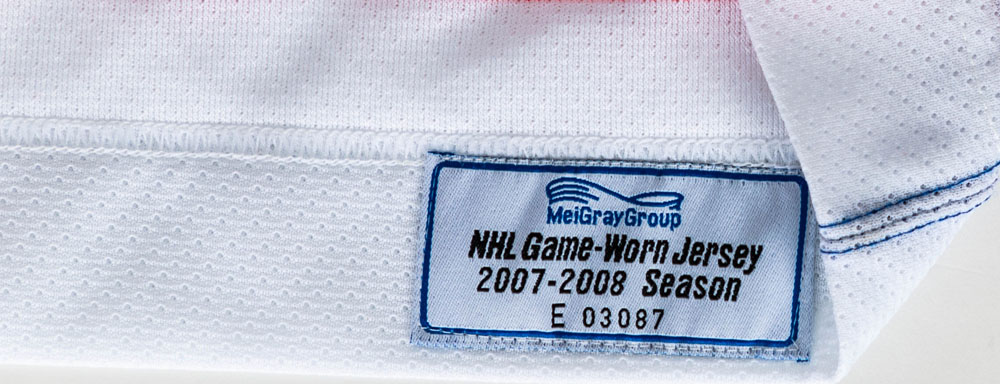 MeiGrayGroup
NHL Game-Worn Jersey
2007-2008 Season
E 03087